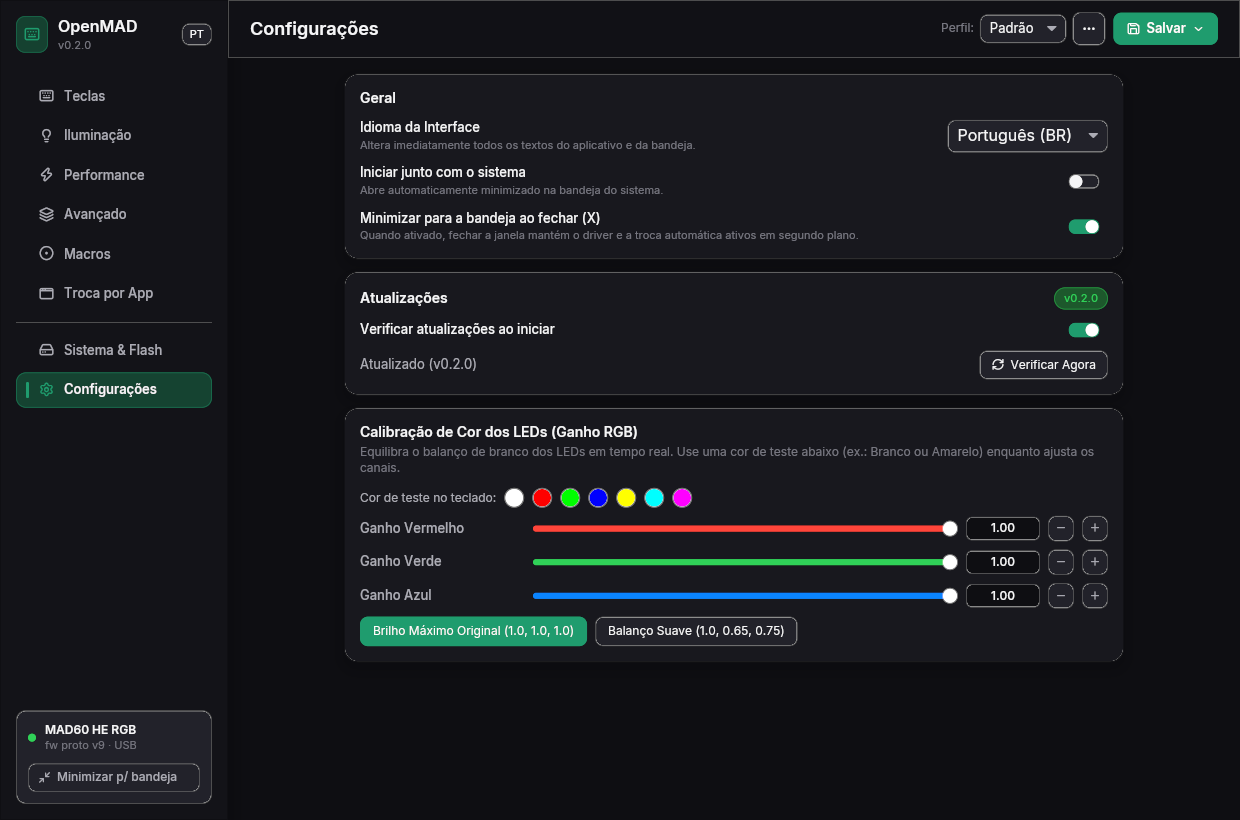 OpenMAD
v0.2.0
PT
Teclas
Iluminação
Performance
Avançado
Macros
Troca por App
Sistema & Flash
Configurações
MAD60 HE RGB
fw proto v9 · USB
Minimizar p/ bandeja
Configurações
Perfil:
Padrão
Salvar
Geral
Idioma da Interface
Altera imediatamente todos os textos do aplicativo e da bandeja.
Português (BR)
Iniciar junto com o sistema
Abre automaticamente minimizado na bandeja do sistema.
Minimizar para a bandeja ao fechar (X)
Quando ativado, fechar a janela mantém o driver e a troca automática ativos em segundo plano.
Atualizações
v0.2.0
Verificar atualizações ao iniciar
Atualizado (v0.2.0)
Verificar Agora
Calibração de Cor dos LEDs (Ganho RGB)
Equilibra o balanço de branco dos LEDs em tempo real. Use uma cor de teste abaixo (ex.: Branco ou Amarelo) enquanto ajusta os
canais.
Cor de teste no teclado:
Ganho Vermelho
1.00
Ganho Verde
1.00
Ganho Azul
1.00
Brilho Máximo Original (1.0, 1.0, 1.0)
Balanço Suave (1.0, 0.65, 0.75)